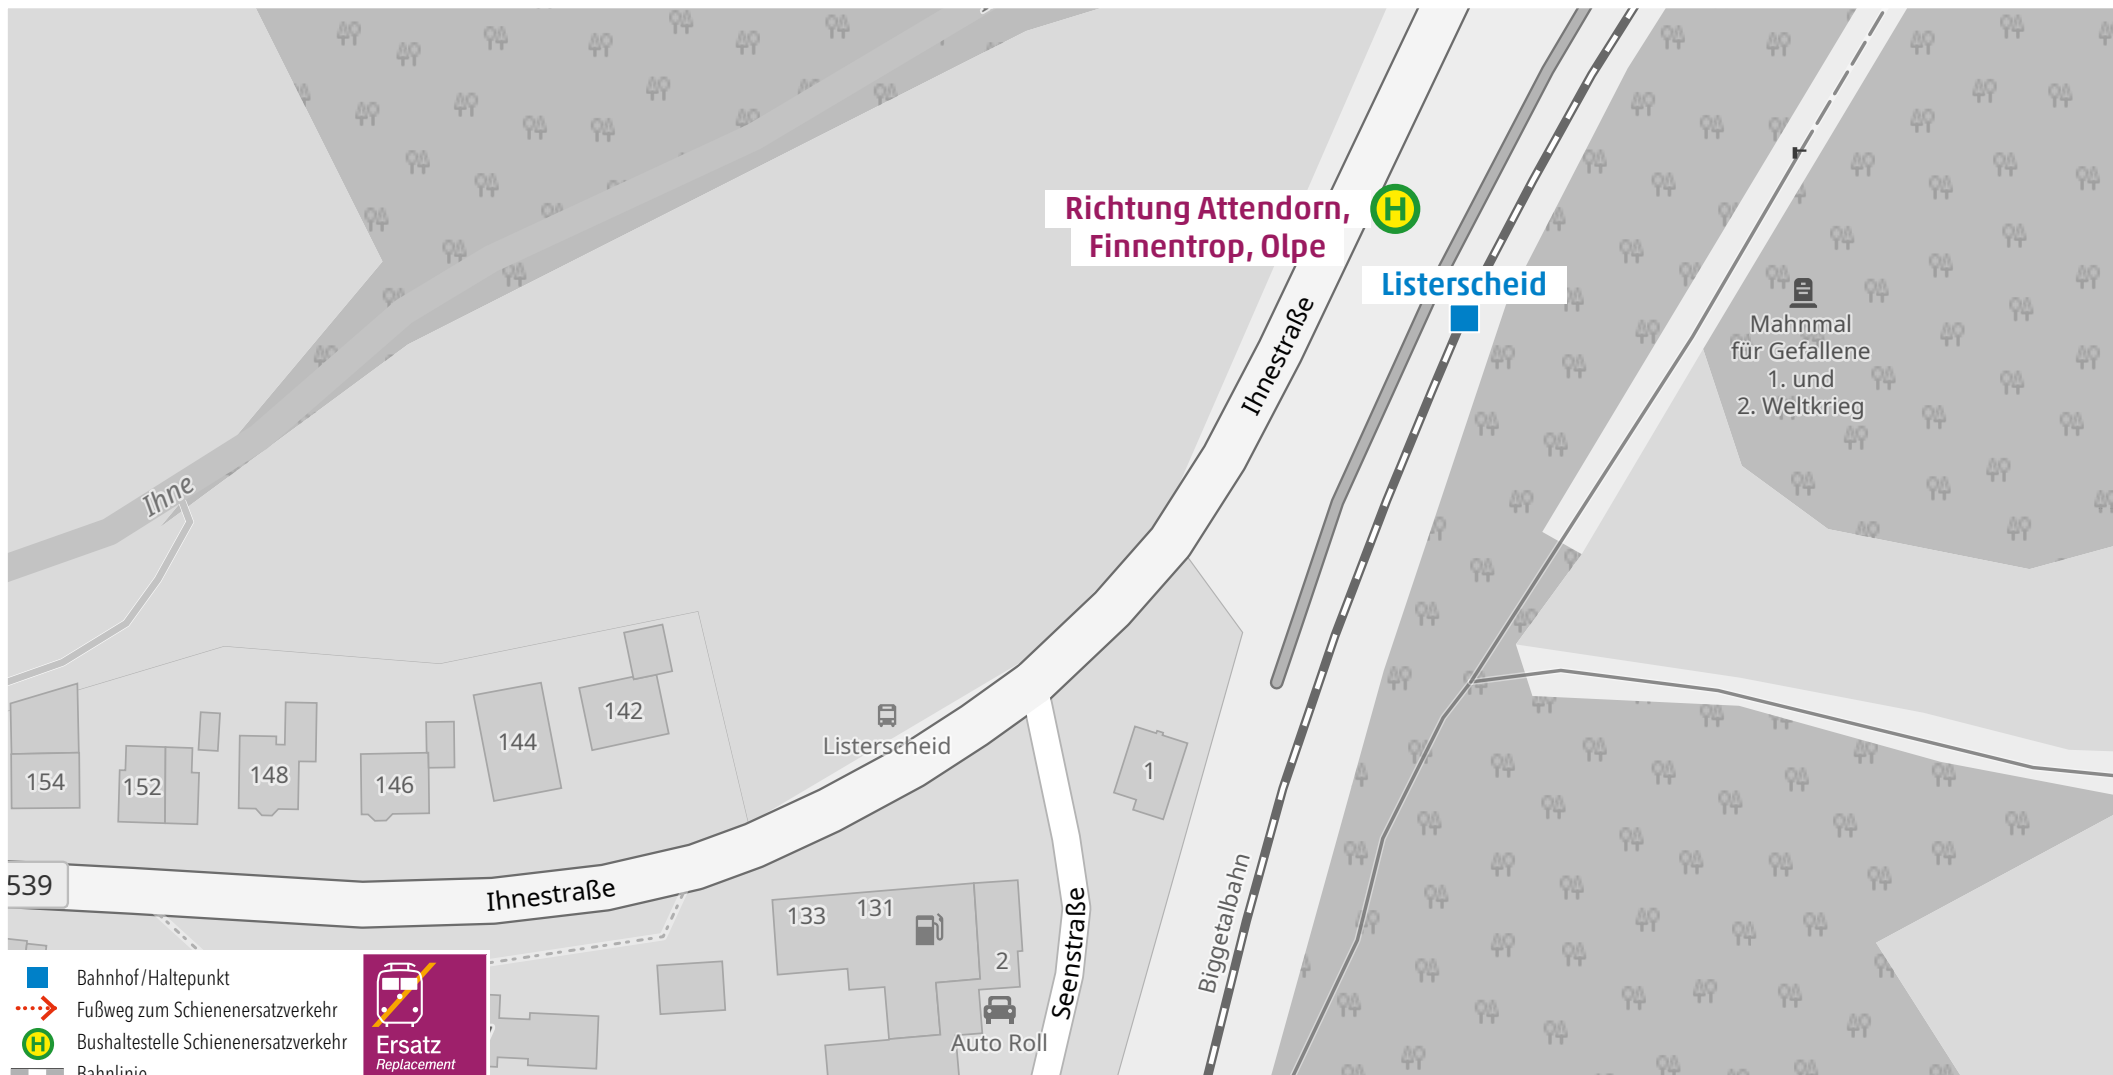 Richtung Attendorn,
Finnentrop, Olpe
H
Listerscheid
Mahnmal
für Gefallene
1. und
2. Weltkrieg
Ihnestraße
Ihne
142
144
Listerscheid
154
152
148
146
1
539
Ihnestraße
133
131
2
Seenstraße
Biggetalbahn
Auto Roll
Bahnhof/Haltepunkt
Fußweg zum Schienenersatzverkehr
H
Bushaltestelle Schienenersatzverkehr
Bahnlinie
Ersatz
Replacement